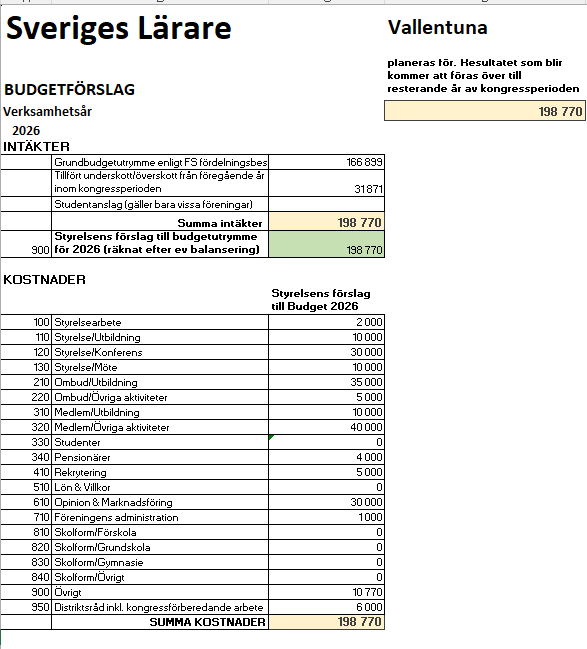 Sveriges Lärare
Vallentuna
planeras för. Resultatet som blir
kommer att föras över till
resterande år av kongressperioden
BUDGETFÖRSLAG
Verksamhetsår
198 770
2026
INTÄKTER
Grundbudgetutrymme enligt FS fördelningsbes 166 899
Tillfört underskott/överskott från föregående år
inom kongressperioden 31 871
Studentanslag (gäller bara vissa föreningar)
Summa intäkter 198 770
Styrelsens förslag till budgetutrymme
900 för 2026 (räknat efter ev balansering) 198 770
KOSTNADER
Styrelsens förslag
till Budget 2026
100 Styrelsearbete 2 000
110 Styrelse/Utbildning 10 000
120 Styrelse/Konferens 30 000
130 Styrelse/Möte 10 000
210 Ombud/Utbildning 35 000
220 Ombud/Övriga aktiviteter 5 000
310 Medlem/Utbildning 10 000
320 Medlem/Övriga aktiviteter 40 000
330 Studenter 0
340 Pensionärer 4 000
410 Rekrytering 5 000
510 Lön & Villkor 0
610 Opinion & Marknadsföring 30 000
710 Föreningens administration 1 000
810 Skolform/Förskola 0
820 Skolform/Grundskola 0
830 Skolform/Gymnasie 0
840 Skolform/Övrigt 0
900 Övrigt 10 770
950 Distriktsråd inkl. kongressförberedande arbete 6 000
SUMMA KOSTNADER 198 770